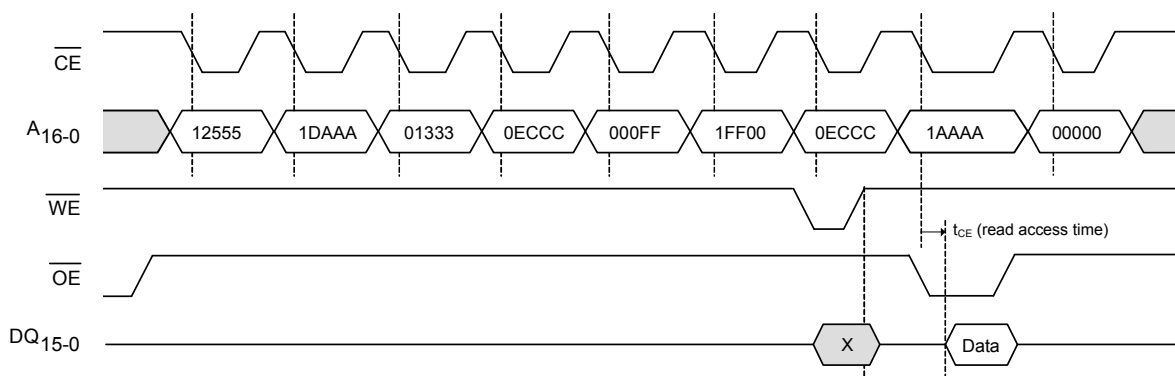 CE
A16-0 12555 1DAAA 01333 0ECCC 000FF 1FF00 0ECCC 1AAAA 00000
WE
tCE (read access time)
OE
DQ15-0 X Data